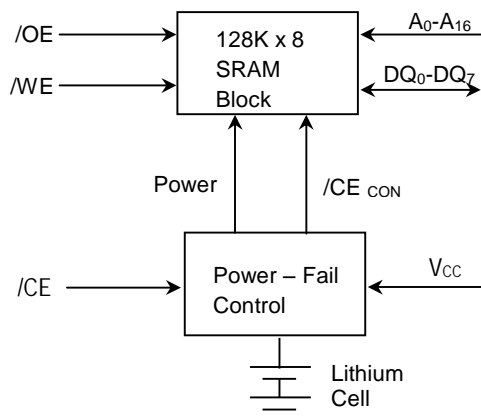 /OE
/WE
128K x 8
SRAM
Block
A0-A16
DQ0-DQ7
Power
/CE CON
/CE
Power – Fail
Control
VCC
Lithium
Cell